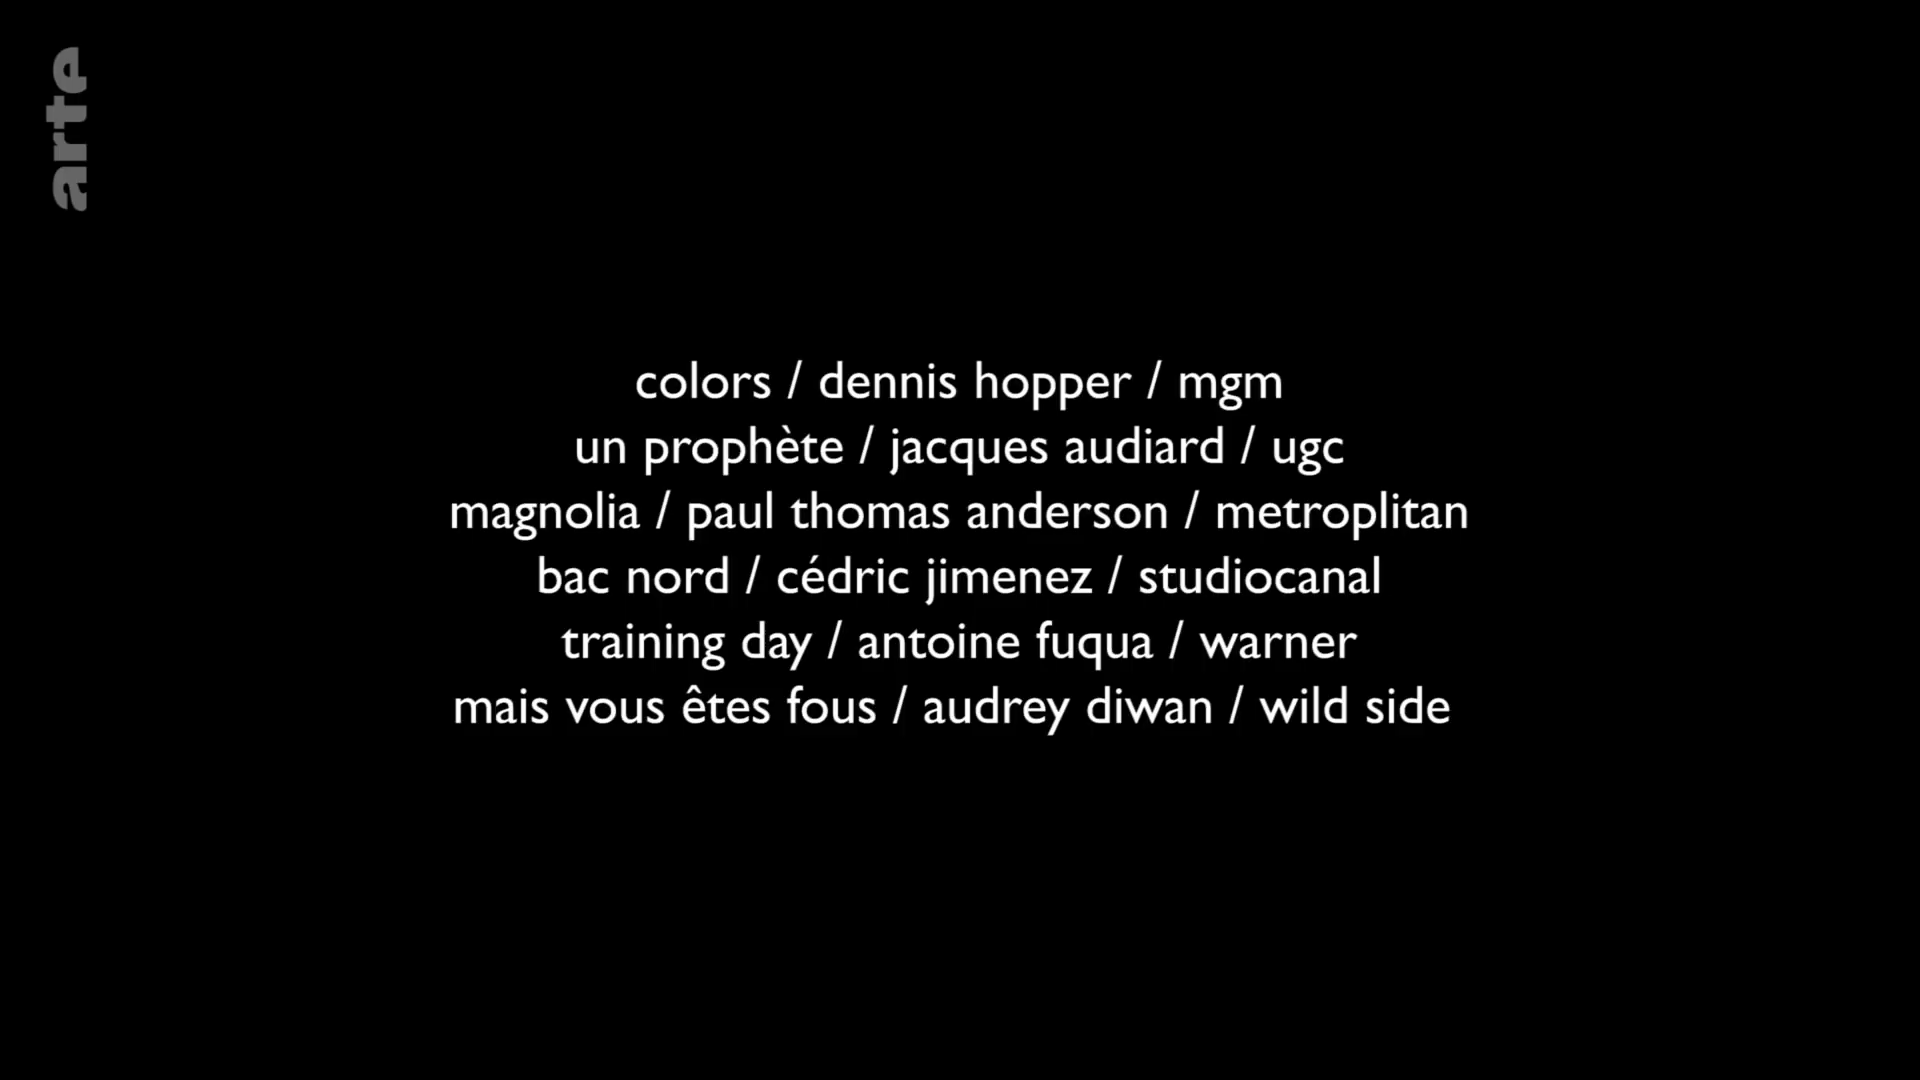 arte
colors / dennis hopper / mgm
un prophète / jacques audiard / ugc
magnolia / paul thomas anderson / metroplitan
bac nord / cédric jimenez / studiocanal
training day / antoine fuqua / warner
mais vous êtes fous / audrey diwan / wild side